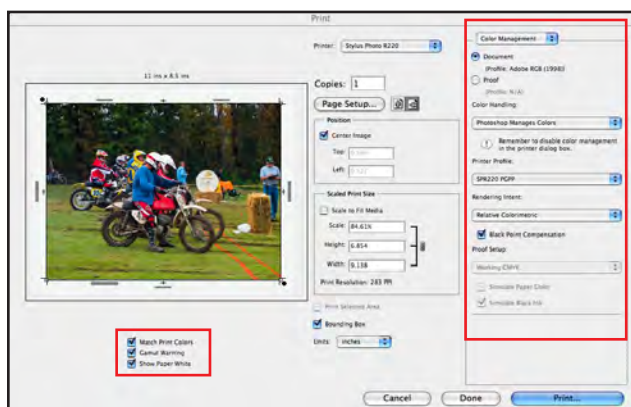 Print
Printer: Stylus Photo R220
11 ins x 8.5 ins
Copies: 1
Page Setup...
Position
Center Image
Top:
Left:
Scaled Print Size
Scale to Fit Media
Scale: 84.61%
Height: 6.854
Width: 9.138
Print Resolution: 283 PPI
Print Selected Area
Bounding Box
Units: inches
Match Print Colors
Gamut Warning
Show Paper White
Color Management
Document
(Profile: Adobe RGB (1998))
Proof
(Profile: N/A)
Color Handling:
Photoshop Manages Colors
Remember to disable color management
in the printer dialog box.
Printer Profile:
SPR220 PGPP
Rendering Intent:
Relative Colorimetric
Black Point Compensation
Proof Setup:
Working CMYK
Simulate Paper Color
Simulate Black Ink
Cancel
Done
Print...